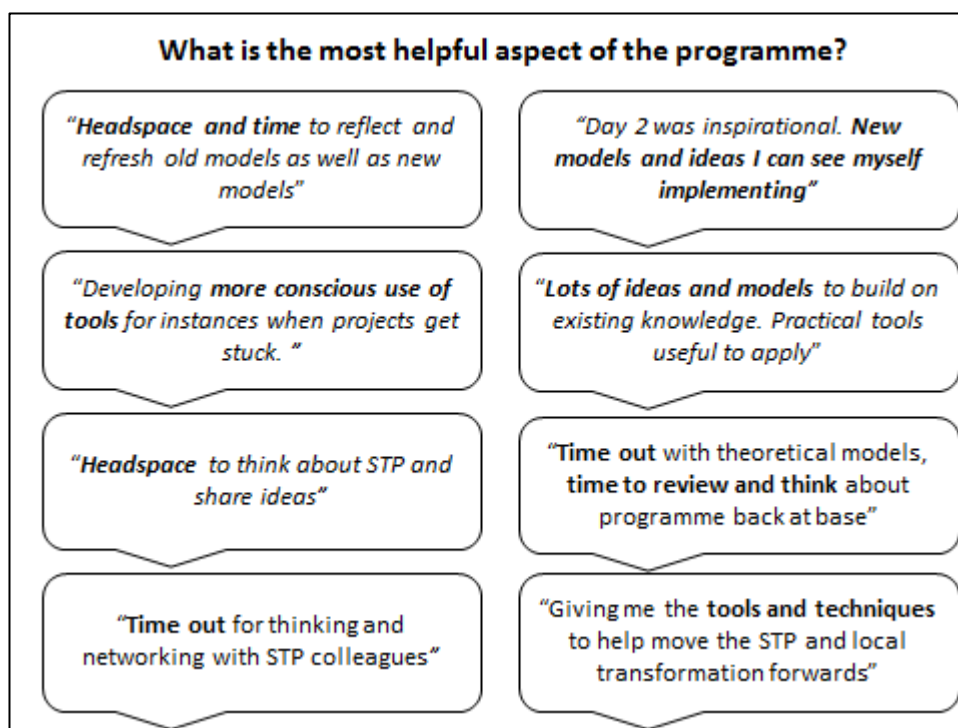 What is the most helpful aspect of the programme?
“Headspace and time to reflect and
refresh old models as well as new
models”
“Developing more conscious use of
tools for instances when projects get
stuck. ”
“Headspace to think about STP and
share ideas”
“Time out for thinking and
networking with STP colleagues”
“Day 2 was inspirational. New
models and ideas I can see myself
implementing”
“Lots of ideas and models to build on
existing knowledge. Practical tools
useful to apply”
“Time out with theoretical models,
time to review and think about
programme back at base”
“Giving me the tools and techniques
to help move the STP and local
transformation forwards”